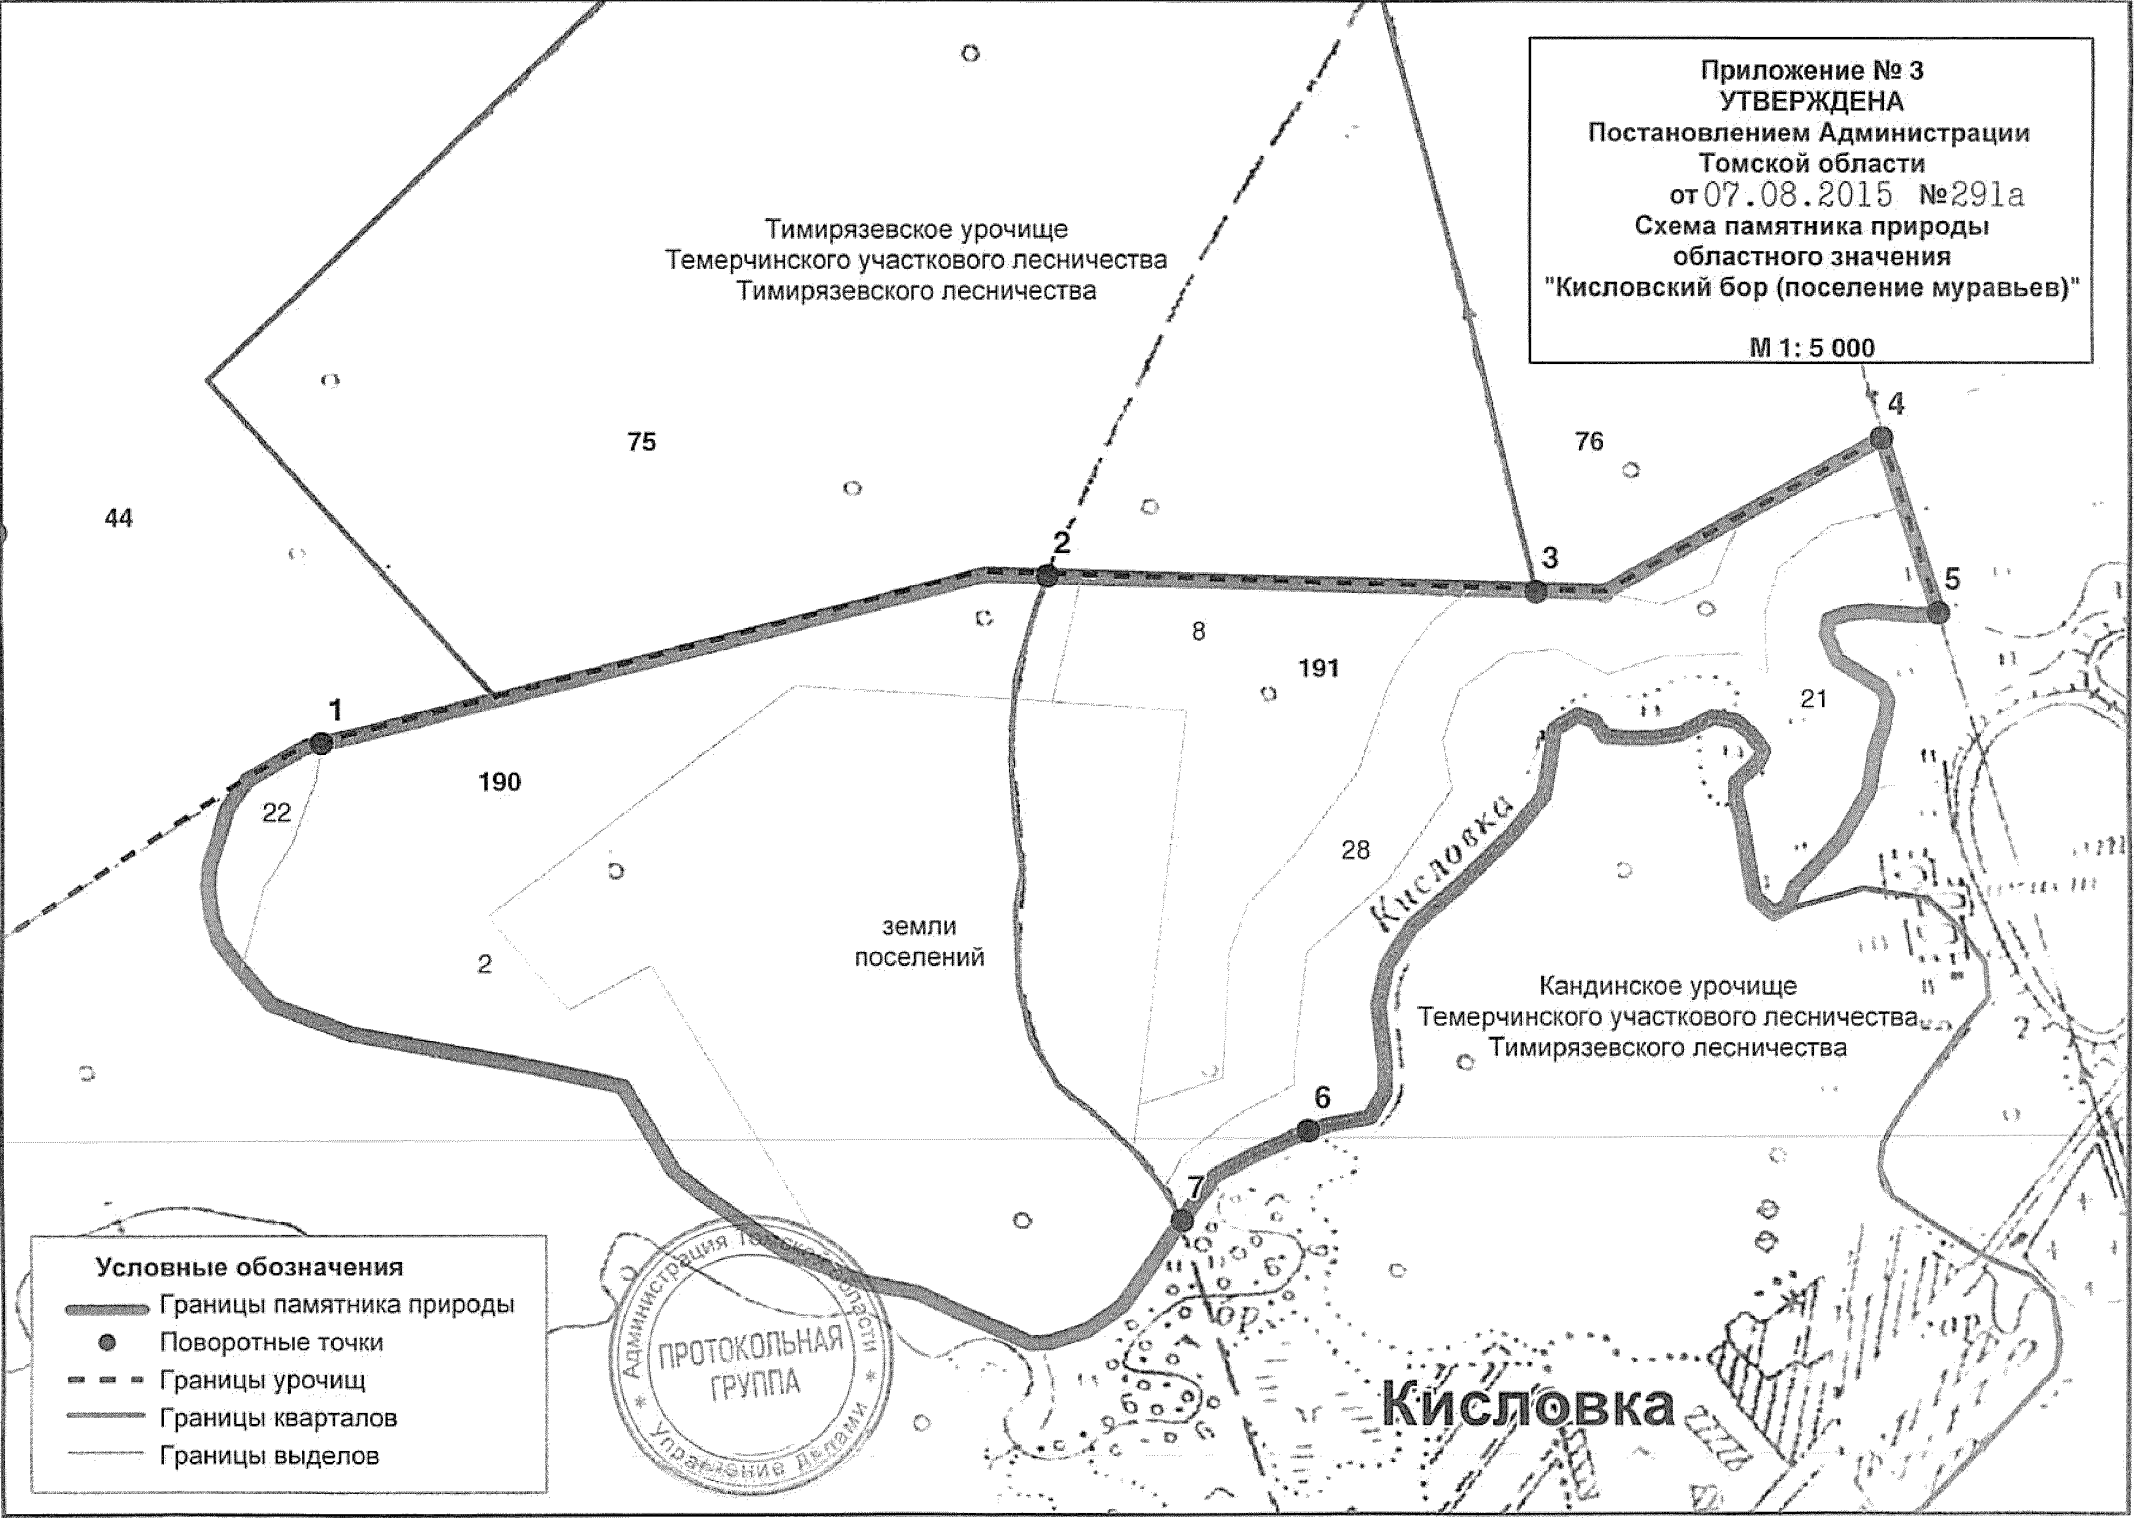 Приложение № 3
УТВЕРЖДЕНА
Постановлением Администрации
Томской области
от 07.08.2015 №291а
Схема памятника природы
областного значения
"Кисловский бор (поселение муравьев)"
М 1: 5 000
Тимирязевское урочище
Темерчинского участкового лесничества
Тимирязевского лесничества
4
75
76
44
2
3
5
8
191
1
21
190
22
28
Кисловка
земли
поселений
2
Кандинское урочище
Темерчинского участкового лесничества
Тимирязевского лесничества
2
6
7
ор
ор
Кисловка
Условные обозначения
Границы памятника природы
Поворотные точки
Границы урочищ
Границы кварталов
Границы выделов
Администрация Томской области
ПРОТОКОЛЬНАЯ
ГРУППА
* Управление делами *